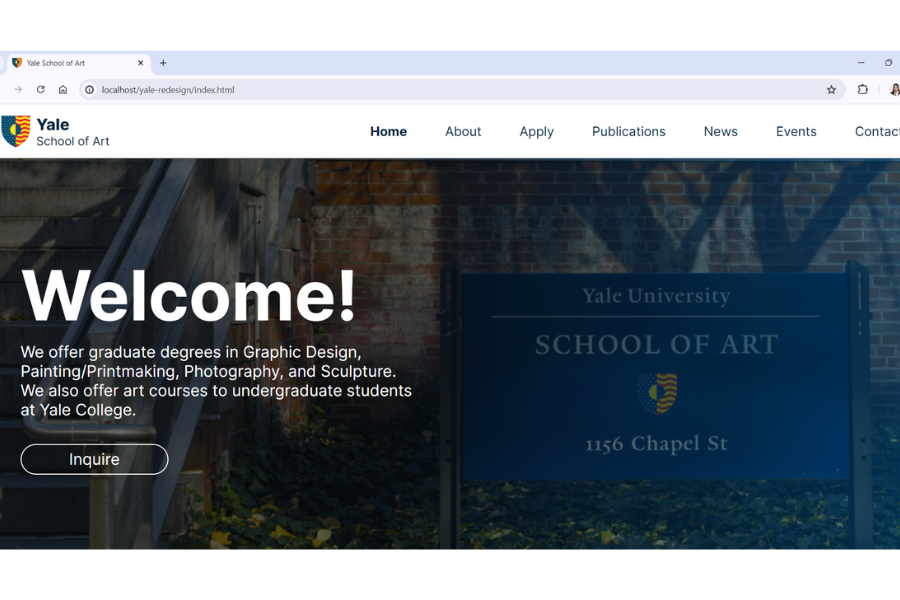 Yale School of Art
localhost/yale-redesign/index.html
Yale
School of Art
Home About Apply Publications News Events Contac
Welcome!
We offer graduate degrees in Graphic Design,
Painting/Printmaking, Photography, and Sculpture.
We also offer art courses to undergraduate students
at Yale College.
Inquire
Yale University
SCHOOL OF ART
1156 Chapel St